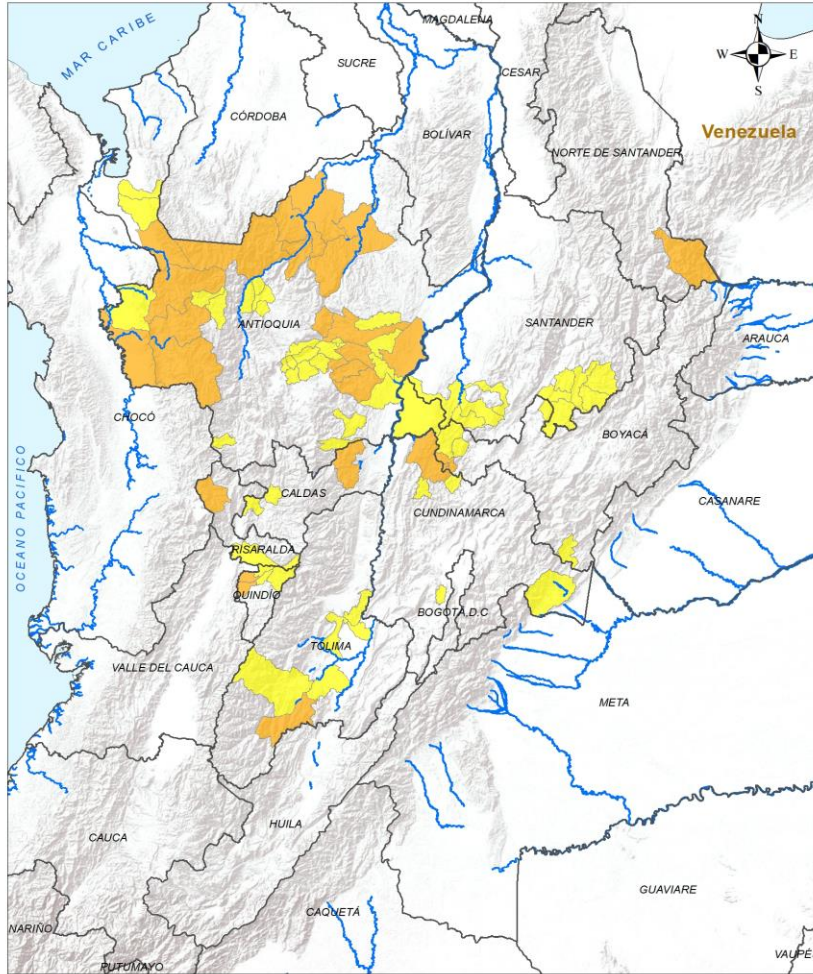 MAGDALENA
N
W E
S
MAR CARIBE
SUCRE
CESAR
CÓRDOBA
BOLÍVAR
Venezuela
NORTE DE SANTANDER
ANTIOQUIA
SANTANDER
ARAUCA
CHOCÓ
BOYACÁ
OCEANO PACIFICO
CALDAS
CUNDINAMARCA
CASANARE
RISARALDA
QUINDÍO
BOGOTÁ,D.C
TOLIMA
VALLE DEL CAUCA
META
HUILA
CAUCA
GUAVIARE
CAQUETÁ
NARIÑO
PUTUMAYO
VAUPÉ